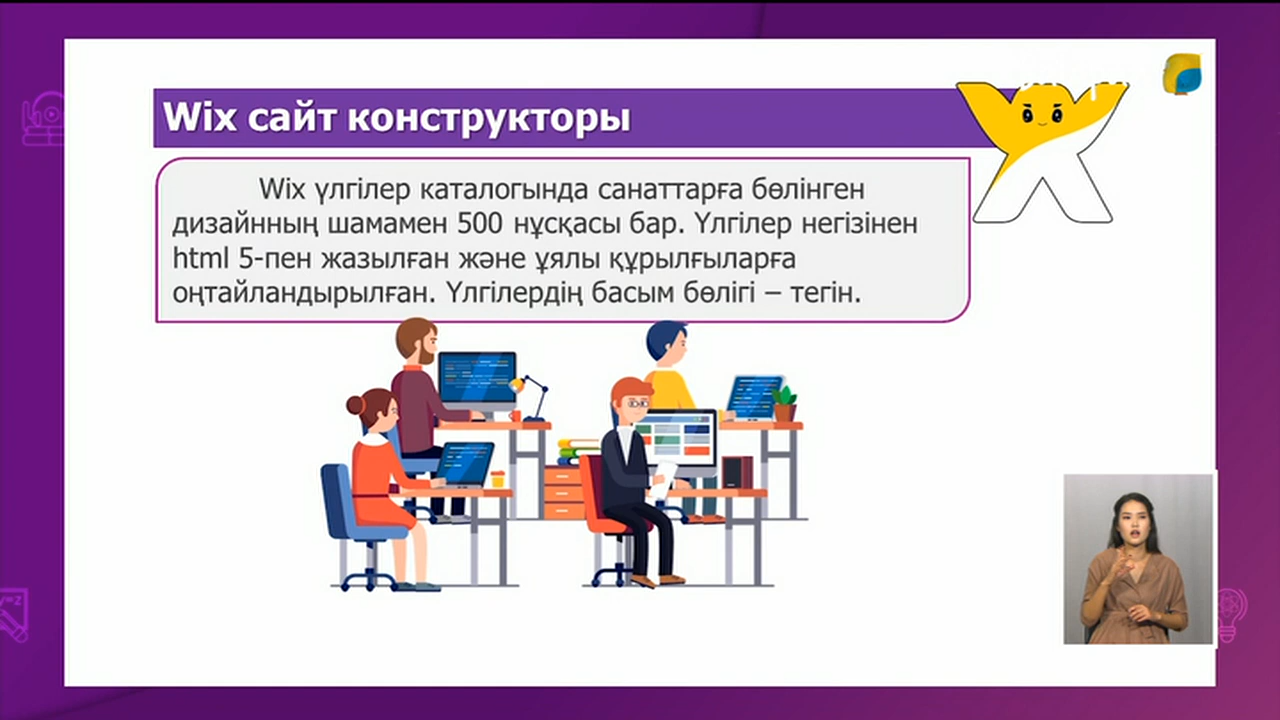 Wix сайт конструкторы
Wix үлгілер каталогында санаттарға бөлінген
дизайнның шамамен 500 нұсқасы бар. Үлгілер негізінен
html 5-пен жазылған және ұялы құрылғыларға
оңтайландырылған. Үлгілердің басым бөлігі – тегін.